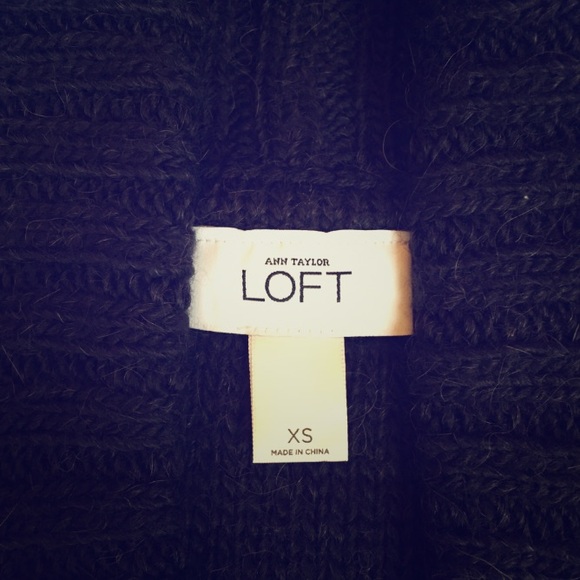 ANN TAYLOR
LOFT
XS
MADE IN CHINA